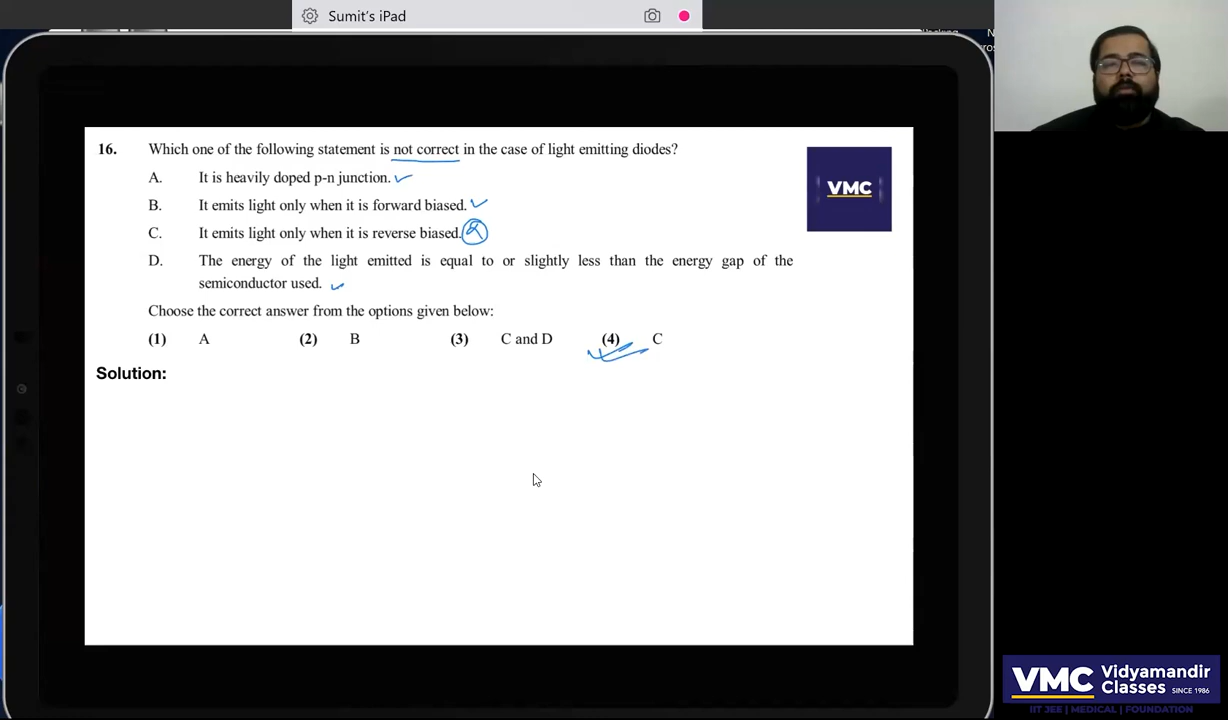 Sumit's iPad
16. Which one of the following statement is not correct in the case of light emitting diodes?
A. It is heavily doped p-n junction.
B. It emits light only when it is forward biased.
C. It emits light only when it is reverse biased.
D. The energy of the light emitted is equal to or slightly less than the energy gap of the
semiconductor used.
Choose the correct answer from the options given below:
(1) A (2) B (3) C and D (4) C
Solution:
VMC
VMC Vidyamandir
Classes SINCE 1986
IIT JEE | MEDICAL | FOUNDATION